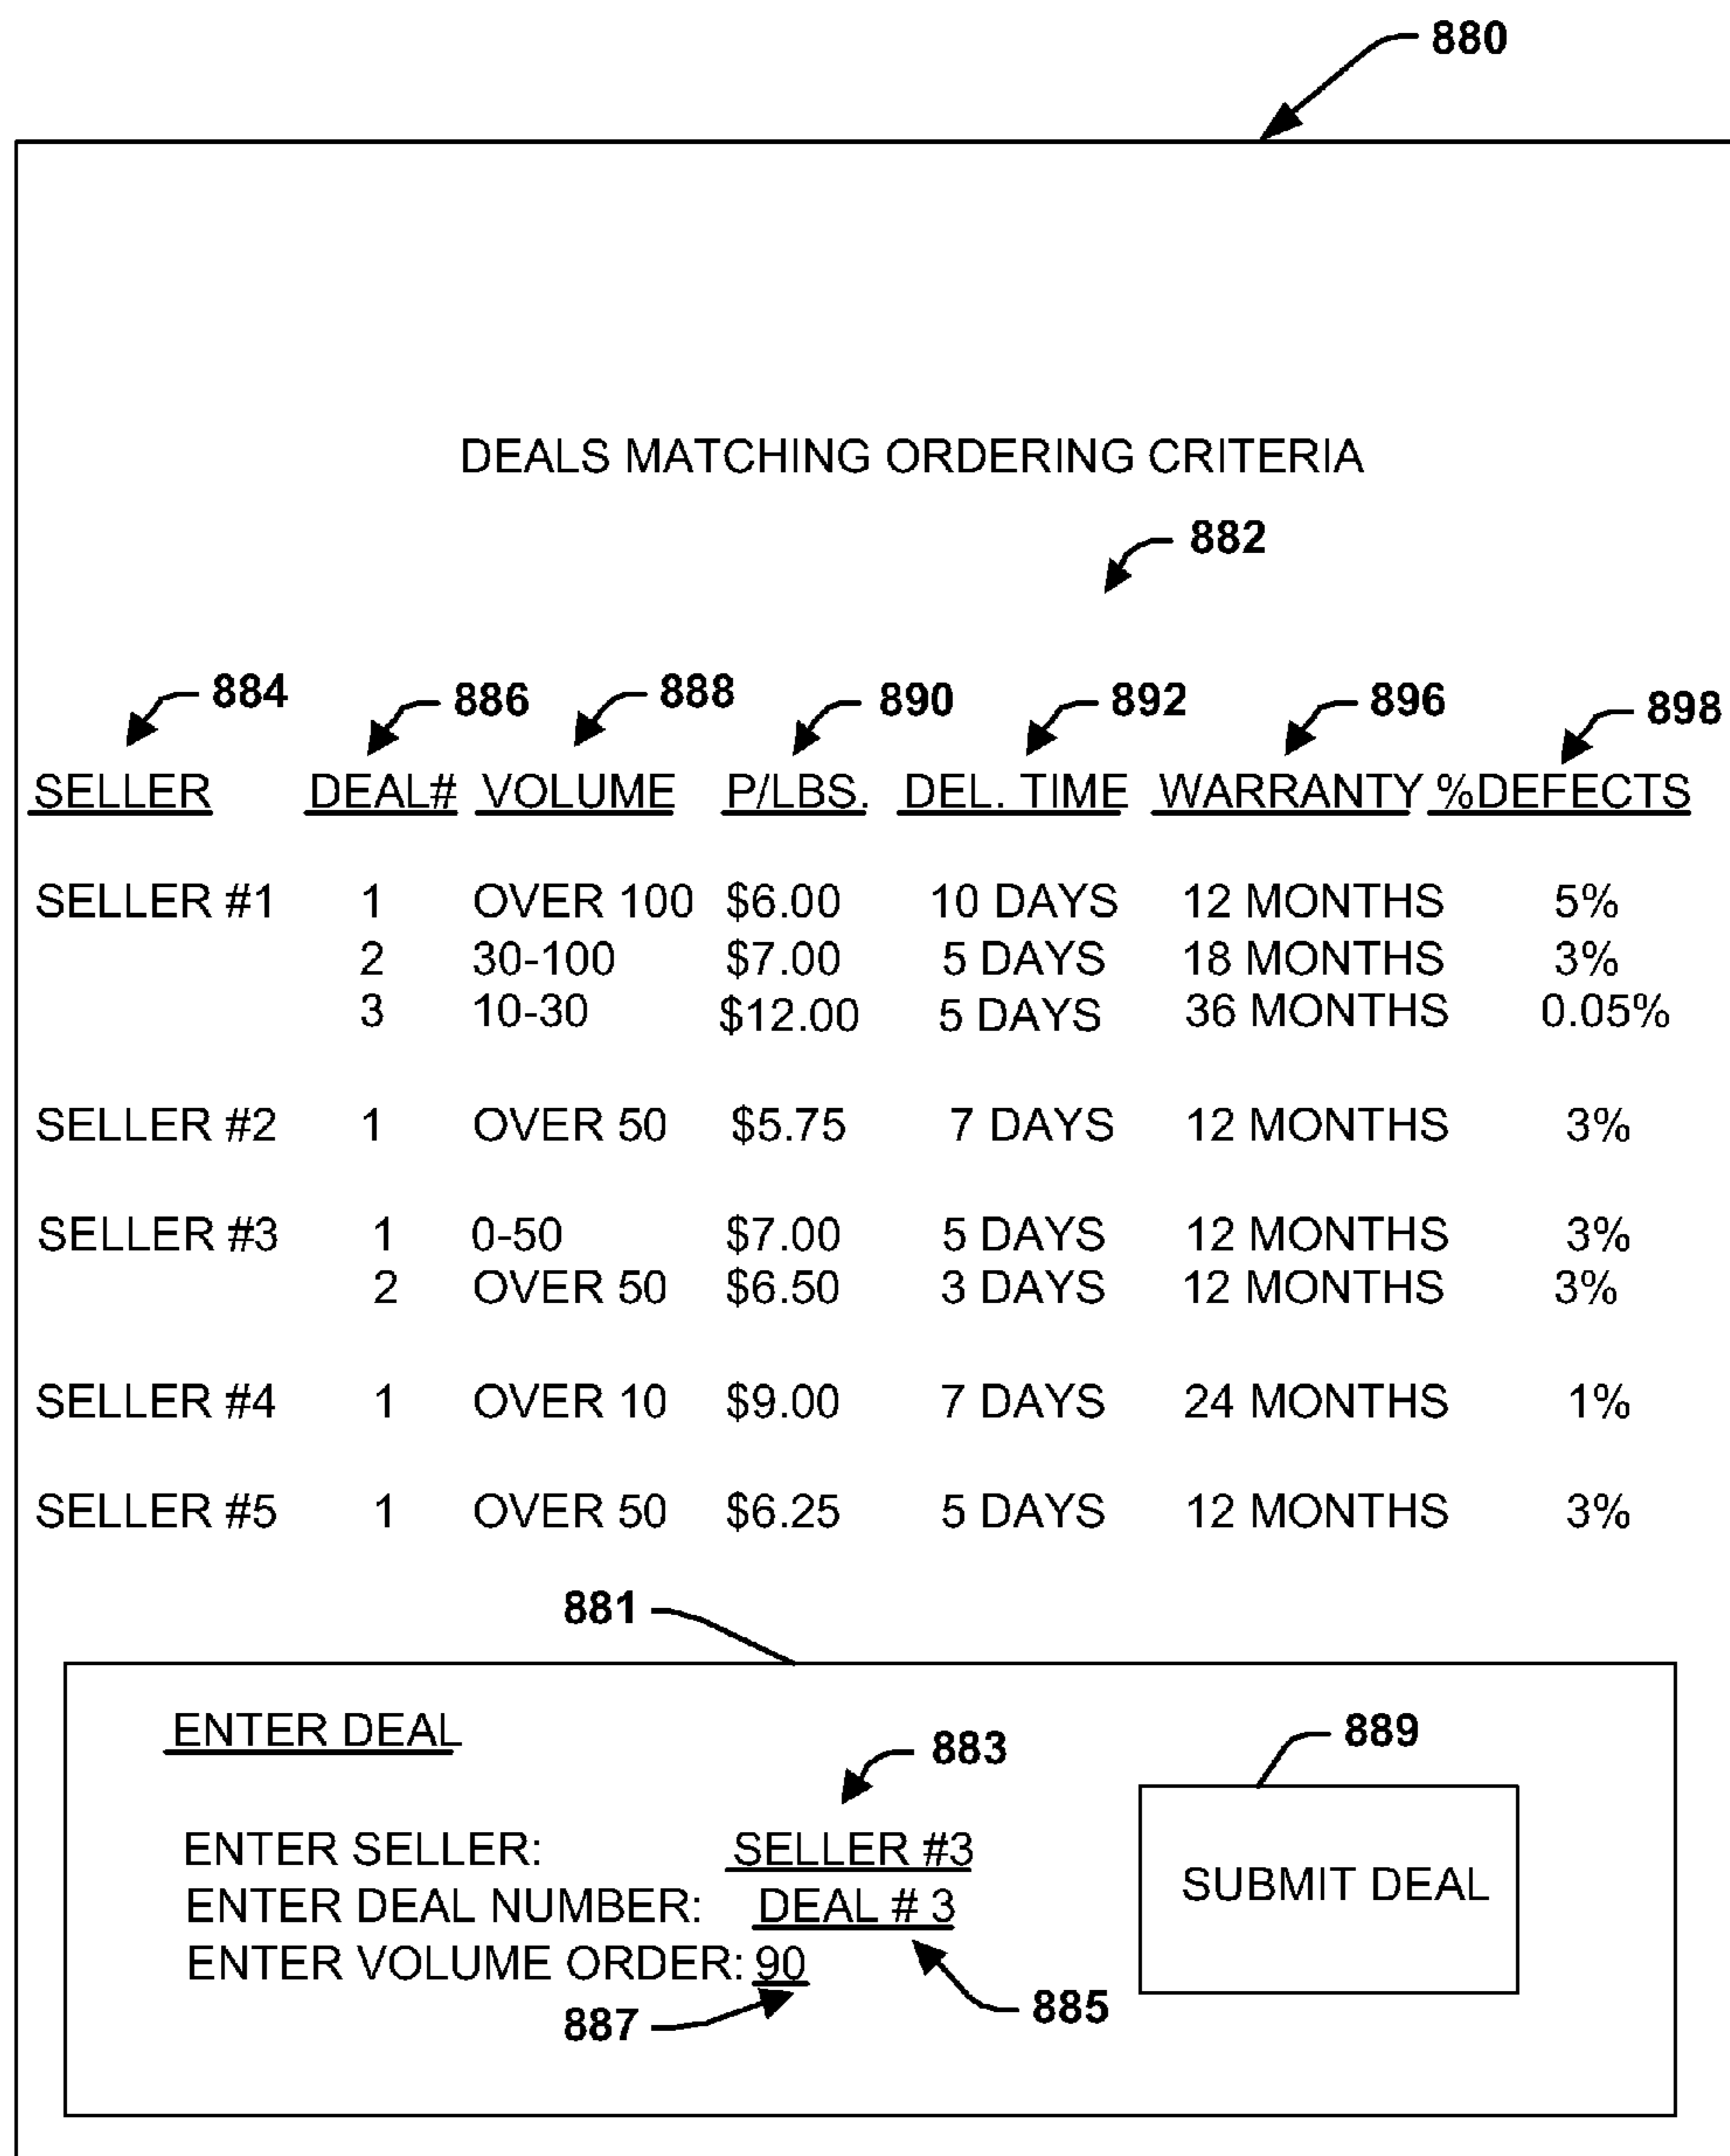 880
DEALS MATCHING ORDERING CRITERIA
882
884 886 888 890 892 896 898
SELLER DEAL# VOLUME P/LBS. DEL. TIME WARRANTY %DEFECTS
SELLER #1 1 OVER 100 $6.00 10 DAYS 12 MONTHS 5%
2 30-100 $7.00 5 DAYS 18 MONTHS 3%
3 10-30 $12.00 5 DAYS 36 MONTHS 0.05%
SELLER #2 1 OVER 50 $5.75 7 DAYS 12 MONTHS 3%
SELLER #3 1 0-50 $7.00 5 DAYS 12 MONTHS 3%
2 OVER 50 $6.50 3 DAYS 12 MONTHS 3%
SELLER #4 1 OVER 10 $9.00 7 DAYS 24 MONTHS 1%
SELLER #5 1 OVER 50 $6.25 5 DAYS 12 MONTHS 3%
881
ENTER DEAL
883 889
ENTER SELLER: SELLER #3
ENTER DEAL NUMBER: DEAL # 3
SUBMIT DEAL
ENTER VOLUME ORDER: 90
887 885